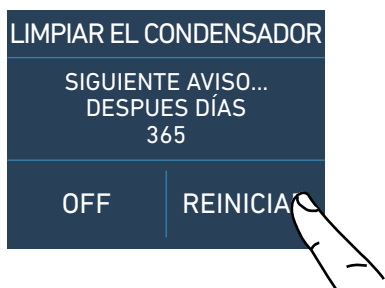 LIMPIAR EL CONDENSADOR
SIGUIENTE AVISO...
DESPUES DÍAS
365
OFF
REINICIA